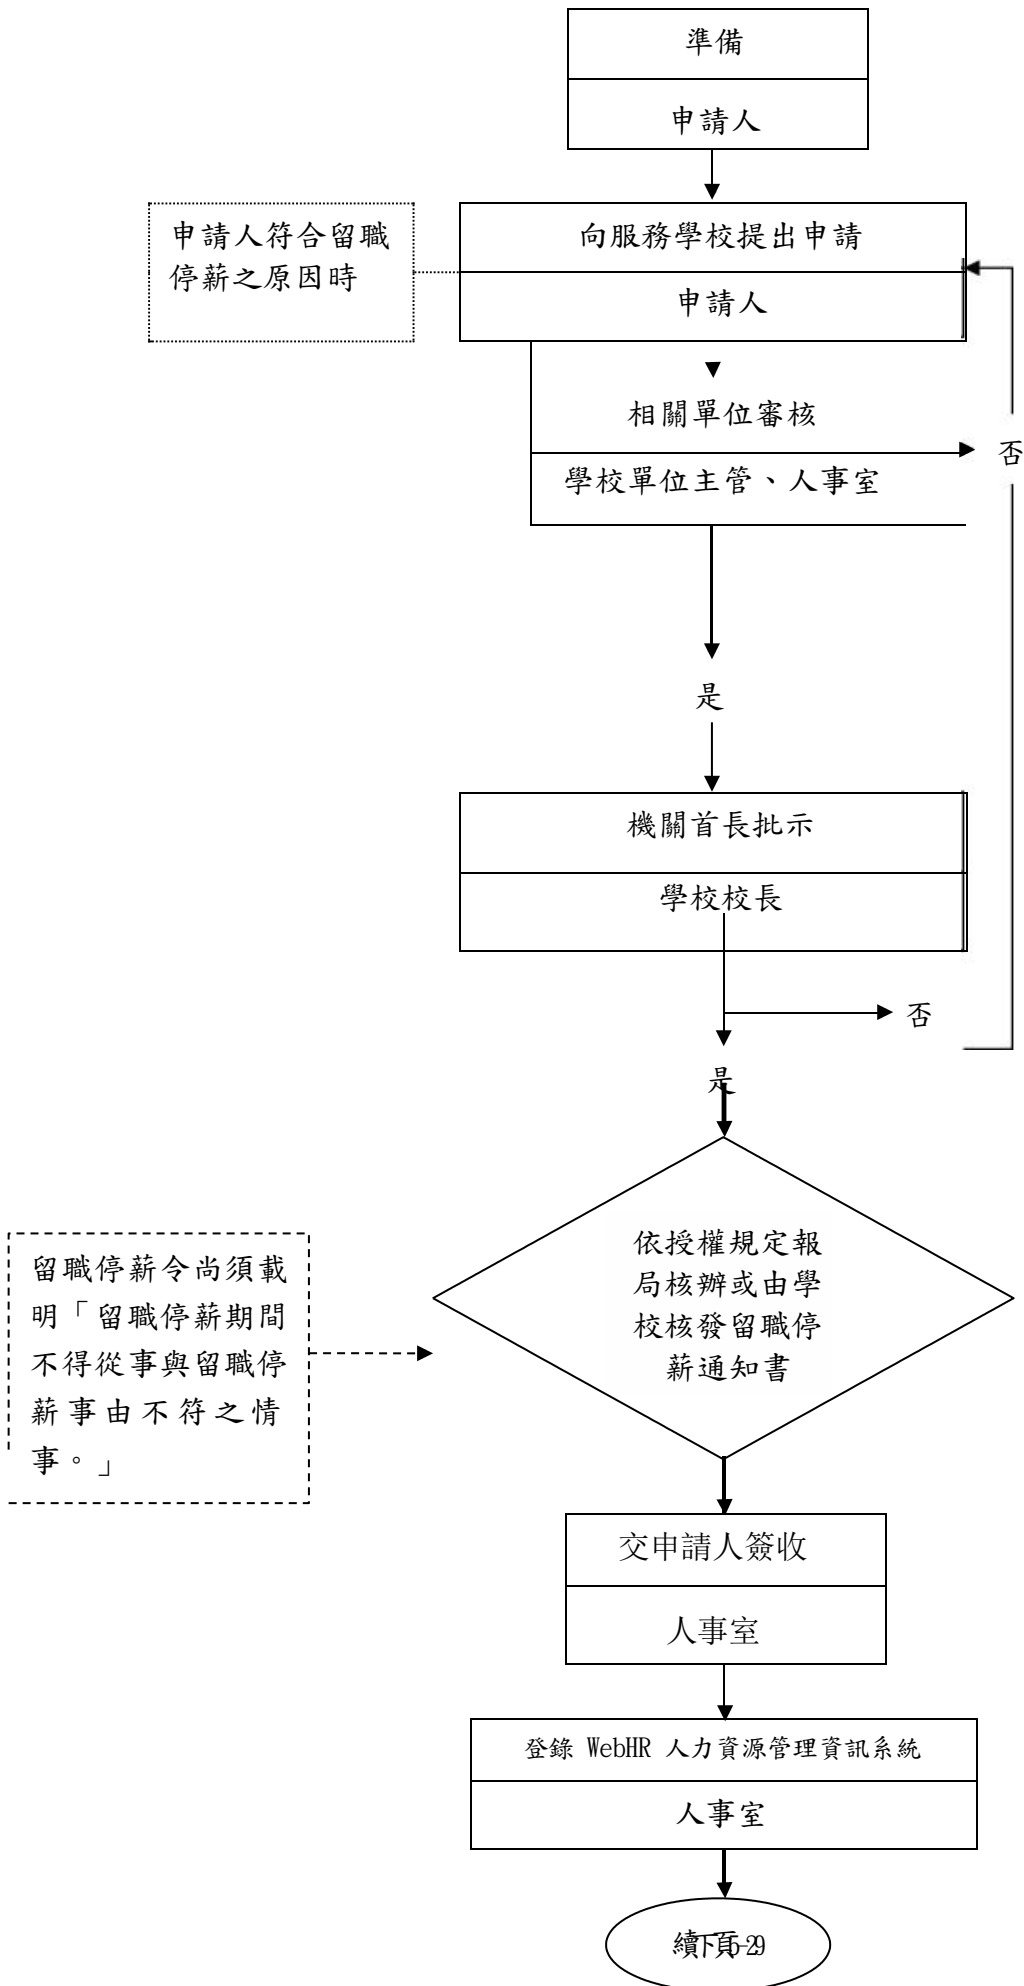 準備
申請人
申請人符合留職
停薪之原因時
向服務學校提出申請
申請人
相關單位審核
學校單位主管、人事室
否
是
機關首長批示
學校校長
否
是
依授權規定報
局核辦或由學
校核發留職停
薪通知書
留職停薪令尚須載
明「留職停薪期間
不得從事與留職停
薪事由不符之情
事。」
交申請人簽收
人事室
登錄 WebHR 人力資源管理資訊系統
人事室
續下頁